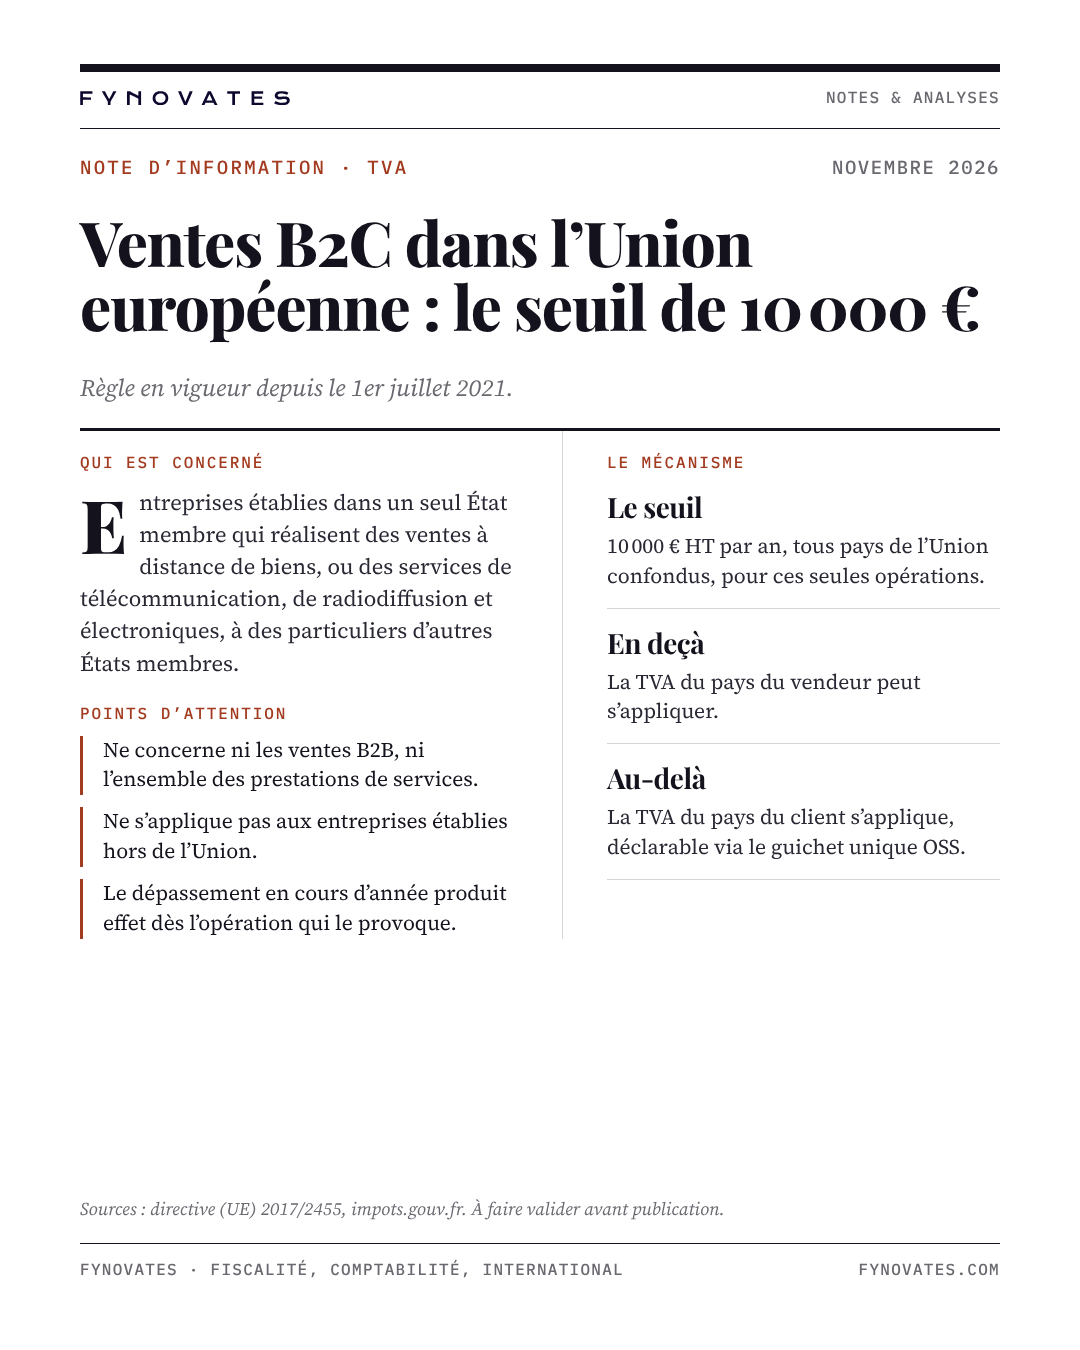 FYNOVATES
NOTES & ANALYSES
NOTE D’INFORMATION · TVA
NOVEMBRE 2026
Ventes B2C dans l’Union
européenne : le seuil de 10 000 €
Règle en vigueur depuis le 1er juillet 2021.
QUI EST CONCERNÉ
Entreprises établies dans un seul État
membre qui réalisent des ventes à
distance de biens, ou des services de
télécommunication, de radiodiffusion et
électroniques, à des particuliers d’autres
États membres.
POINTS D’ATTENTION
Ne concerne ni les ventes B2B, ni
l’ensemble des prestations de services.
Ne s’applique pas aux entreprises établies
hors de l’Union.
Le dépassement en cours d’année produit
effet dès l’opération qui le provoque.
LE MÉCANISME
Le seuil
10 000 € HT par an, tous pays de l’Union
confondus, pour ces seules opérations.
En deçà
La TVA du pays du vendeur peut
s’appliquer.
Au-delà
La TVA du pays du client s’applique,
déclarable via le guichet unique OSS.
Sources : directive (UE) 2017/2455, impots.gouv.fr. À faire valider avant publication.
FYNOVATES · FISCALITÉ, COMPTABILITÉ, INTERNATIONAL
FYNOVATES.COM